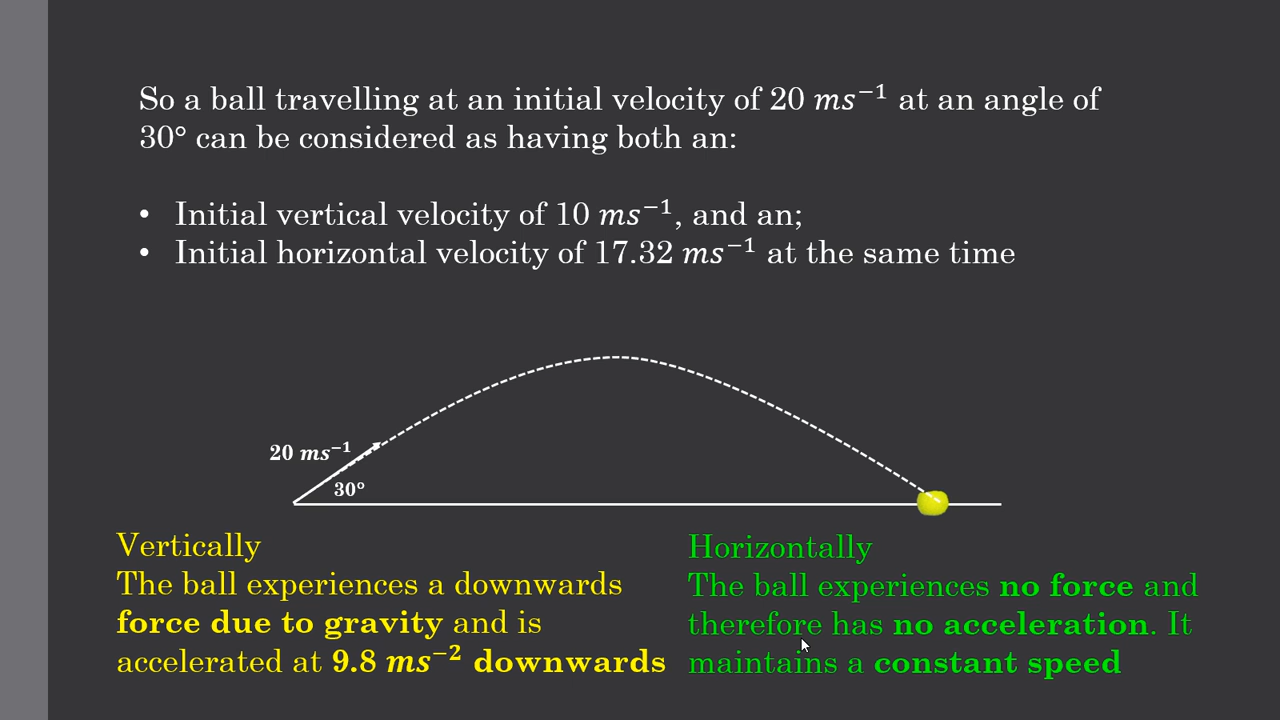 So a ball travelling at an initial velocity of 20 ms⁻¹ at an angle of
30° can be considered as having both an:
• Initial vertical velocity of 10 ms⁻¹, and an;
• Initial horizontal velocity of 17.32 ms⁻¹ at the same time
20 ms⁻¹
30°
Vertically
The ball experiences a downwards
force due to gravity and is
accelerated at 9.8 ms⁻² downwards
Horizontally
The ball experiences no force and
therefore has no acceleration. It
maintains a constant speed